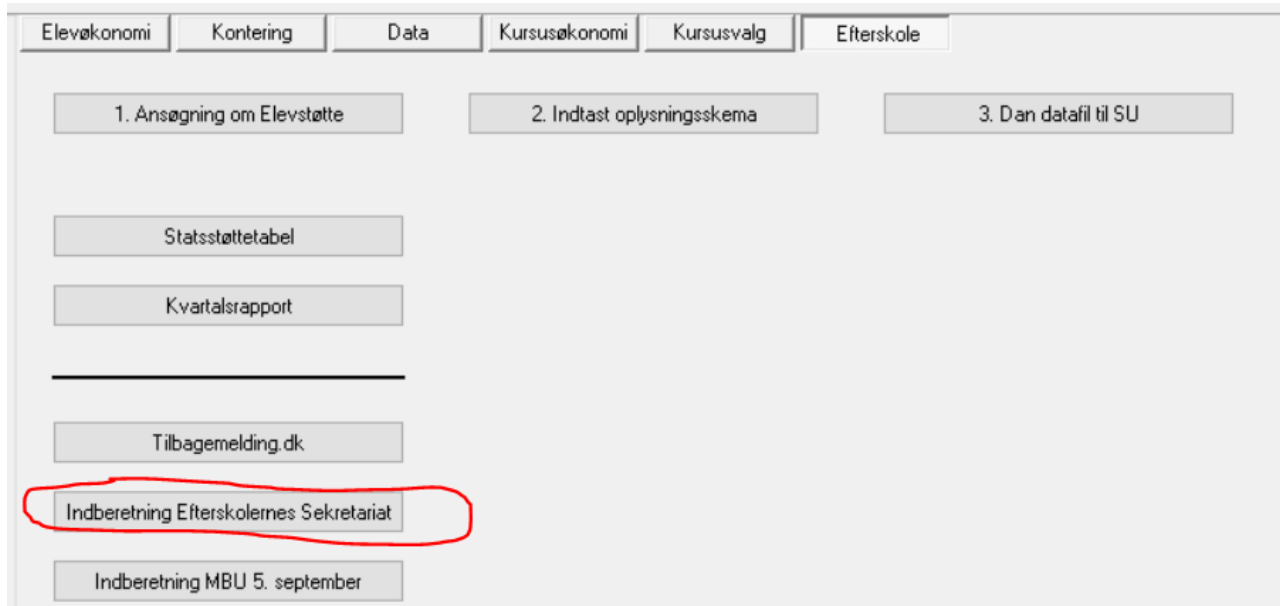 Elevøkonomi Kontering Data Kursusøkonomi Kursusvalg Efterskole
1. Ansøgning om Elevstøtte 2. Indtast oplysningsskema 3. Dan datafil til SU
Statsstøttetabel
Kvartalsrapport
Tilbagemelding.dk
Indberetning Efterskolernes Sekretariat
Indberetning MBU 5. september